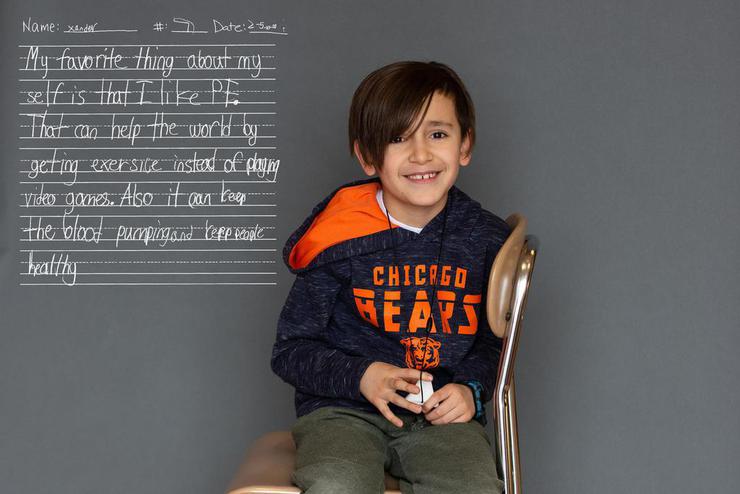 Name: xander #: 7 Date: 2-5
My favorite thing about my
self is that I like P.E.
That can help the world by
geting exersice instead of playing
video games. Also it can keep
the blood pumping and keep people
healthy
CHICAGO
BEARS